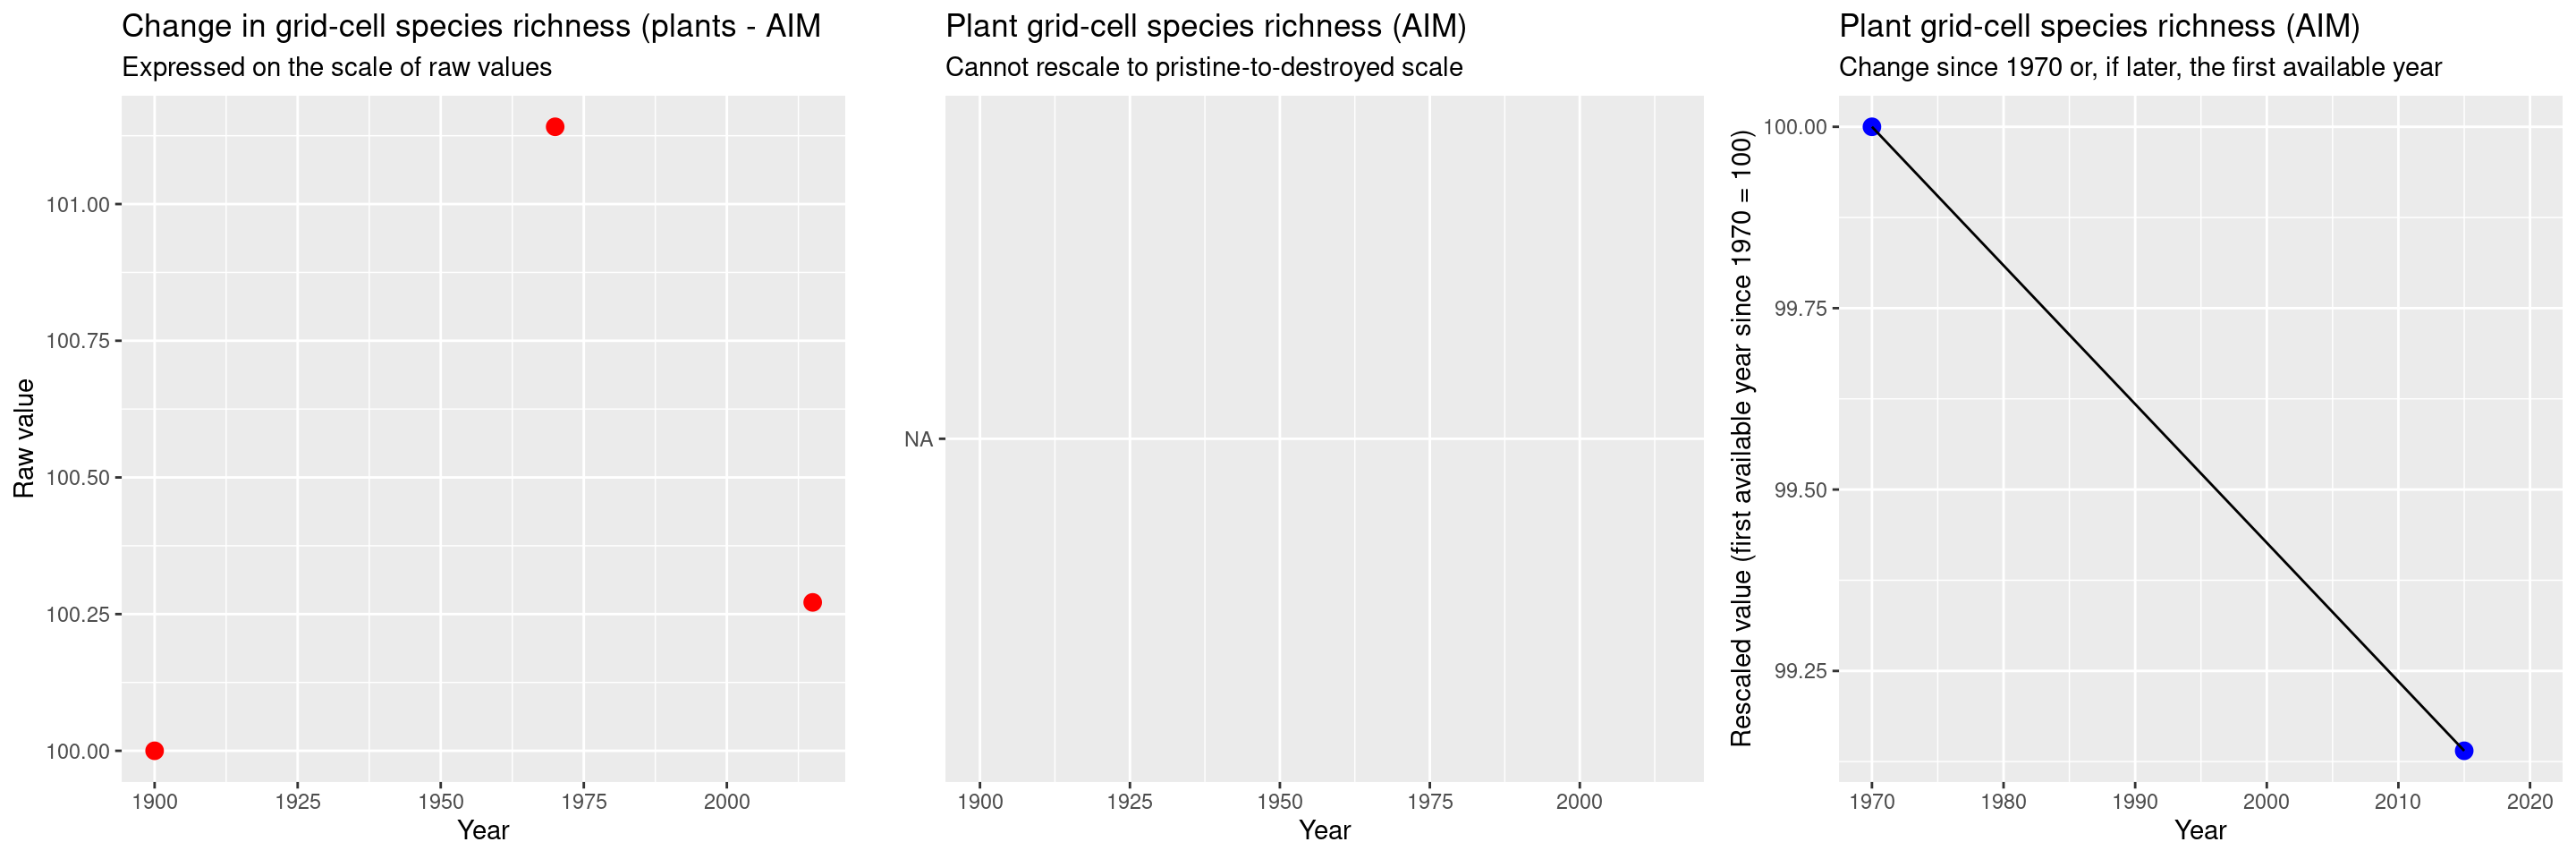 Change in grid-cell species richness (plants - AIM
Expressed on the scale of raw values
Raw value
101.00
100.75
100.50
100.25
100.00
1900
1925
1950
1975
2000
Year
Plant grid-cell species richness (AIM)
Cannot rescale to pristine-to-destroyed scale
NA
1900
1925
1950
1975
2000
Year
Plant grid-cell species richness (AIM)
Change since 1970 or, if later, the first available year
Rescaled value (first available year since 1970 = 100)
100.00
99.75
99.50
99.25
1970
1980
1990
2000
2010
2020
Year